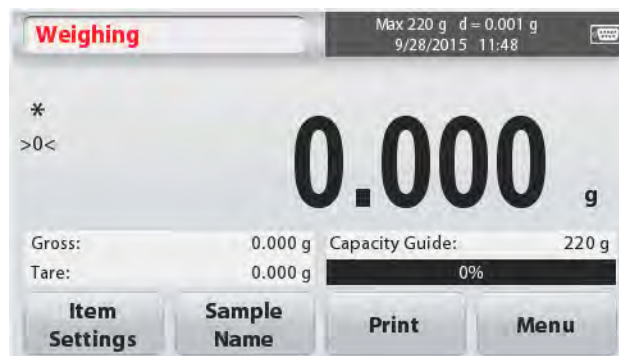 Weighing
Max 220 g d = 0.001 g
9/28/2015 11:48
*
>0<
0.000 g
Gross: 0.000 g
Tare: 0.000 g
Capacity Guide: 220 g
0%
Item Settings
Sample Name
Print
Menu